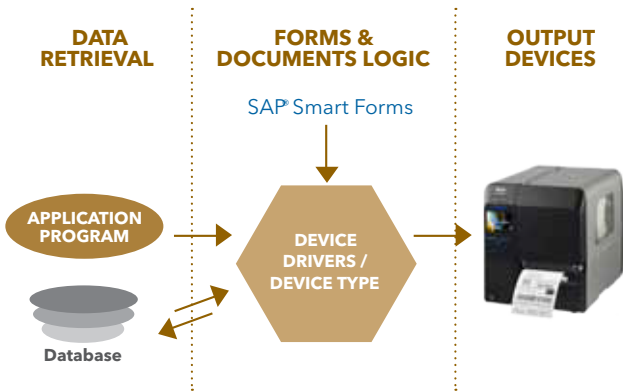 DATA
RETRIEVAL
FORMS &
DOCUMENTS LOGIC
OUTPUT
DEVICES
SAP® Smart Forms
APPLICATION
PROGRAM
DEVICE
DRIVERS /
DEVICE TYPE
Database